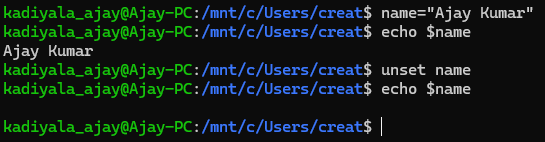 kadiyala_ajay@Ajay-PC:/mnt/c/Users/creat$ name="Ajay Kumar"
kadiyala_ajay@Ajay-PC:/mnt/c/Users/creat$ echo $name
Ajay Kumar
kadiyala_ajay@Ajay-PC:/mnt/c/Users/creat$ unset name
kadiyala_ajay@Ajay-PC:/mnt/c/Users/creat$ echo $name

kadiyala_ajay@Ajay-PC:/mnt/c/Users/creat$